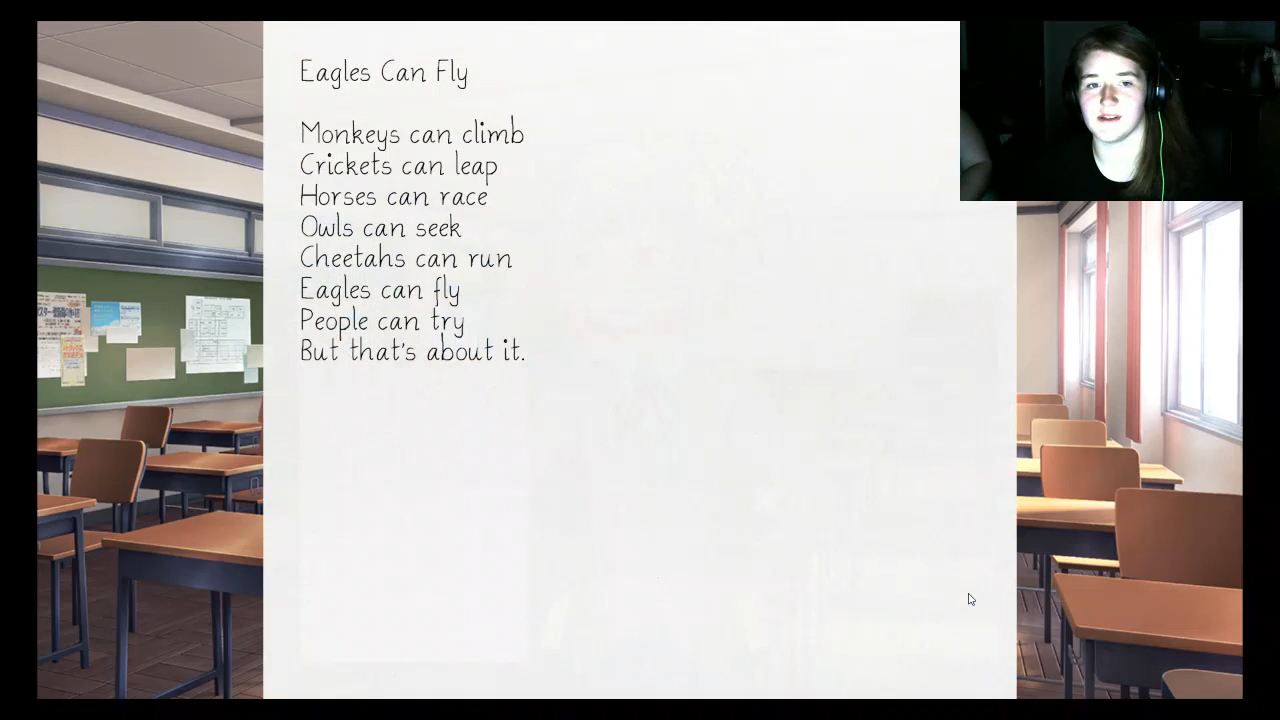 Eagles Can Fly
Monkeys can climb
Crickets can leap
Horses can race
Owls can seek
Cheetahs can run
Eagles can fly
People can try
But that's about it.